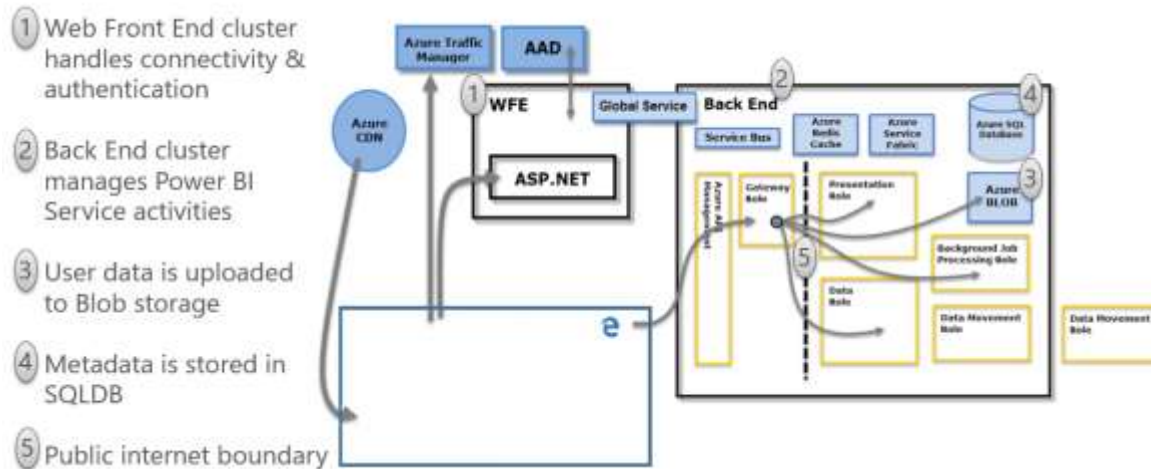 1 Web Front End cluster
handles connectivity &
authentication
2 Back End cluster
manages Power BI
Service activities
3 User data is uploaded
to Blob storage
4 Metadata is stored in
SQLDB
5 Public internet boundary
Azure Traffic
Manager
AAD
Azure
CDN
1
WFE
ASP.NET
Global Service
2
Back End
Service Bus
Azure
Redis
Cache
Azure
Service
Fabric
4
Azure SQL
Database
3
Azure
BLOB
Azure API
Management
Gateway
Role
Presentation
Role
5
Background Job
Processing Role
Data
Role
Data Movement
Role
Data Movement
Role
e